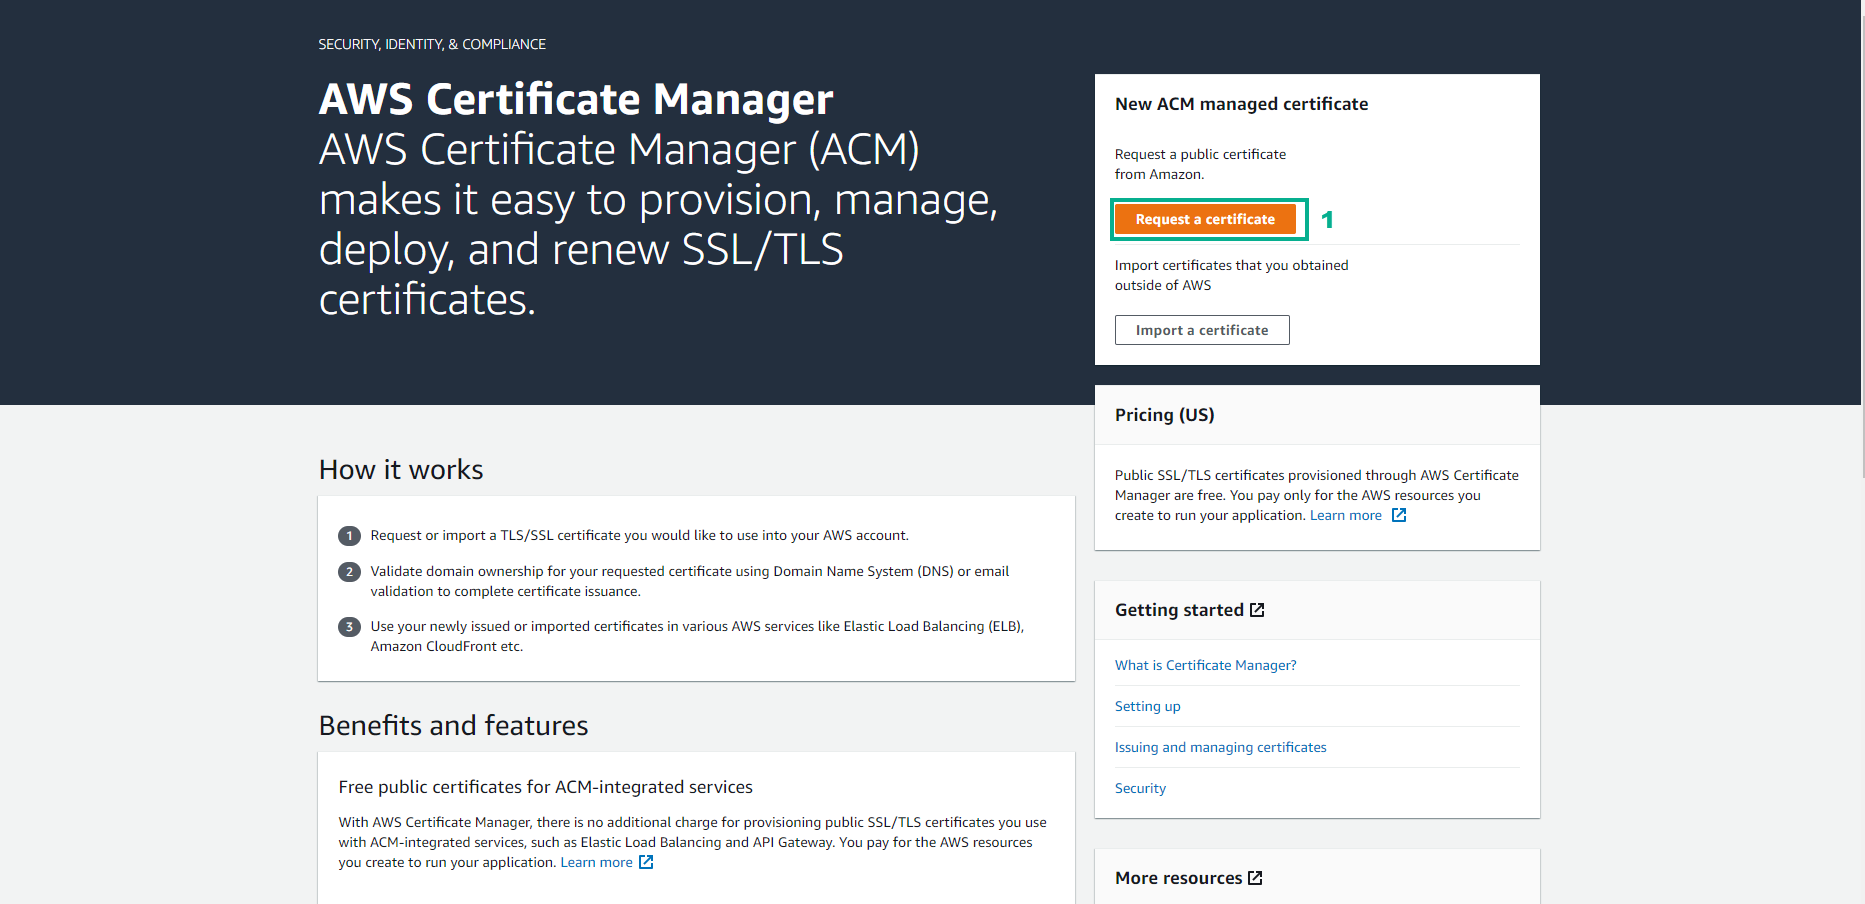 SECURITY, IDENTITY, & COMPLIANCE
AWS Certificate Manager
AWS Certificate Manager (ACM)
makes it easy to provision, manage,
deploy, and renew SSL/TLS
certificates.
New ACM managed certificate
Request a public certificate
from Amazon.
Request a certificate 1
Import certificates that you obtained
outside of AWS
Import a certificate
Pricing (US)
Public SSL/TLS certificates provisioned through AWS Certificate
Manager are free. You pay only for the AWS resources you
create to run your application. Learn more
How it works
1 Request or import a TLS/SSL certificate you would like to use into your AWS account.
2 Validate domain ownership for your requested certificate using Domain Name System (DNS) or email
validation to complete certificate issuance.
3 Use your newly issued or imported certificates in various AWS services like Elastic Load Balancing (ELB),
Amazon CloudFront etc.
Getting started
What is Certificate Manager?
Setting up
Issuing and managing certificates
Security
Benefits and features
Free public certificates for ACM-integrated services
With AWS Certificate Manager, there is no additional charge for provisioning public SSL/TLS certificates you use
with ACM-integrated services, such as Elastic Load Balancing and API Gateway. You pay for the AWS resources
you create to run your application. Learn more
More resources